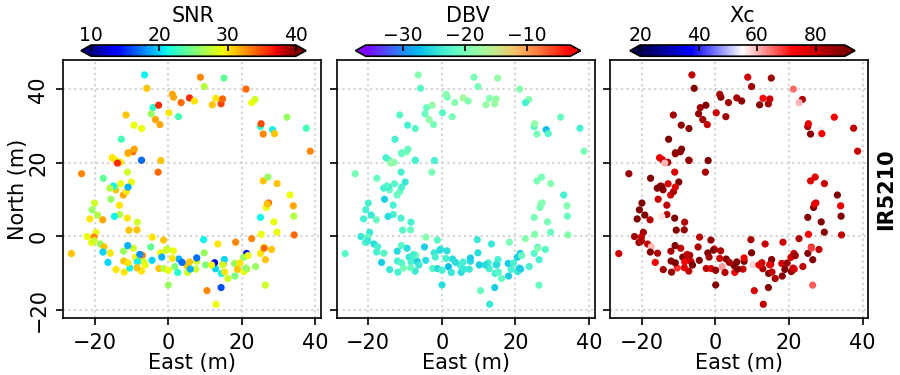 SNR DBV Xc
10 20 30 40 −30 −20 −10 20 40 60 80
40
20
0
−20
North (m)
IR5210
−20 0 20 40 −20 0 20 40 −20 0 20 40
East (m) East (m) East (m)